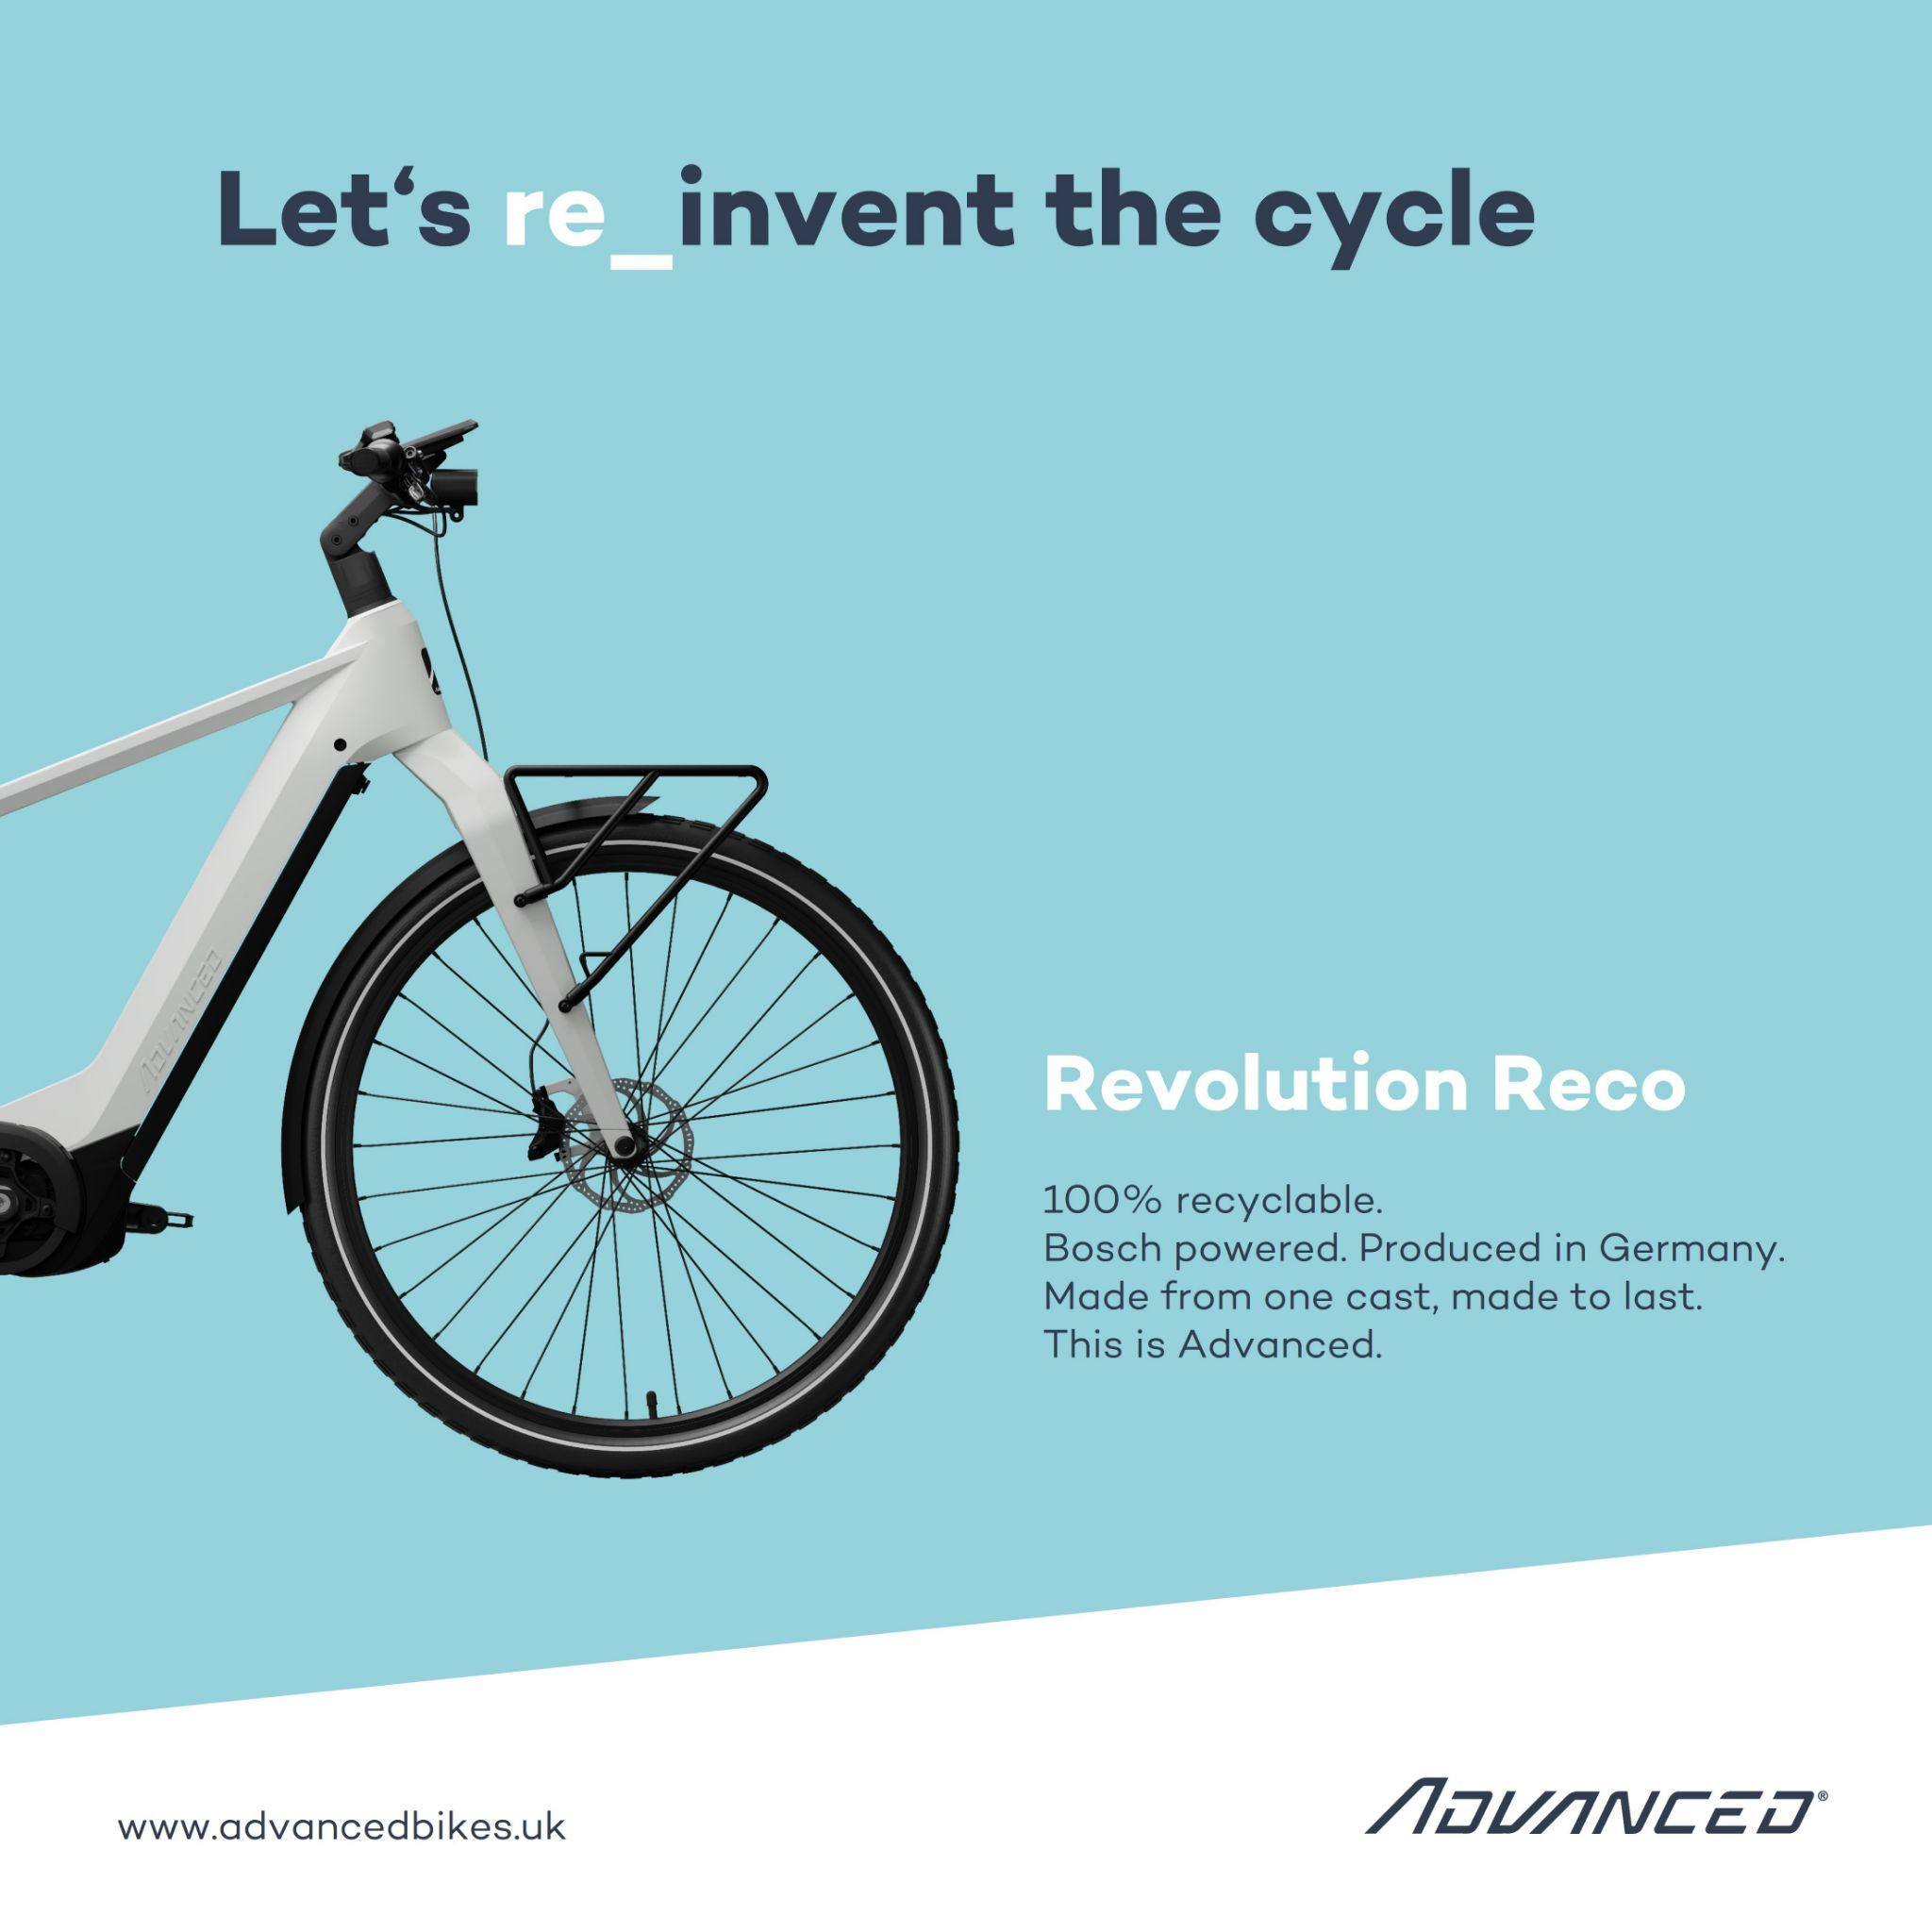 Let‘s re_invent the cycle
ADVANCED
Revolution Reco
100% recyclable.
Bosch powered. Produced in Germany.
Made from one cast, made to last.
This is Advanced.
www.advancedbikes.uk
ADVANCED®